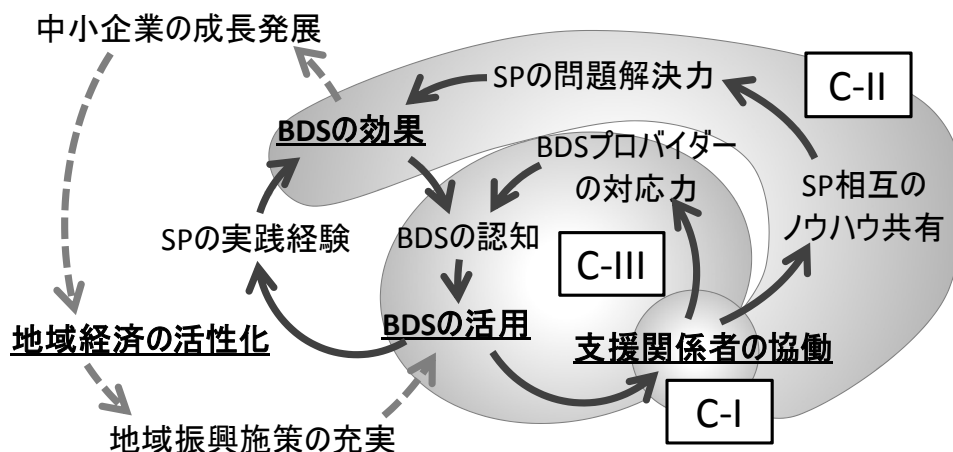 中小企業の成長発展
SPの問題解決力
C-II
BDSの効果
BDSプロバイダー
の対応力
SP相互の
ノウハウ共有
SPの実践経験
BDSの認知
C-III
地域経済の活性化
BDSの活用
支援関係者の協働
C-I
地域振興施策の充実